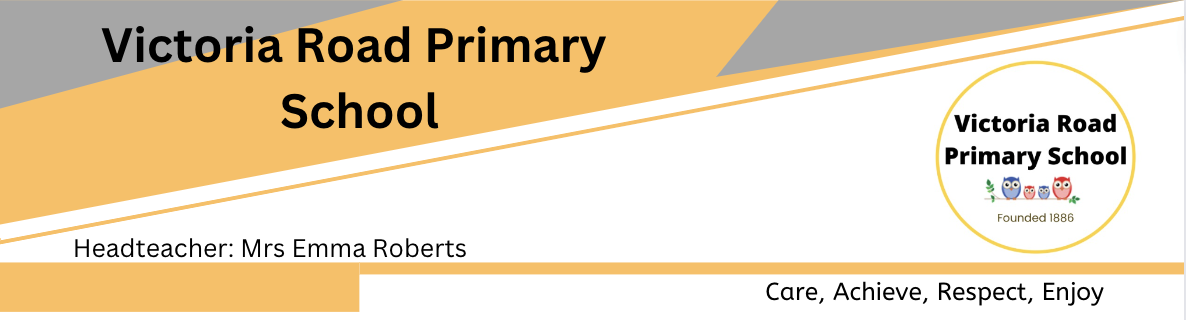 Victoria Road Primary
School
Victoria Road
Primary School
Founded 1886
Headteacher: Mrs Emma Roberts
Care, Achieve, Respect, Enjoy